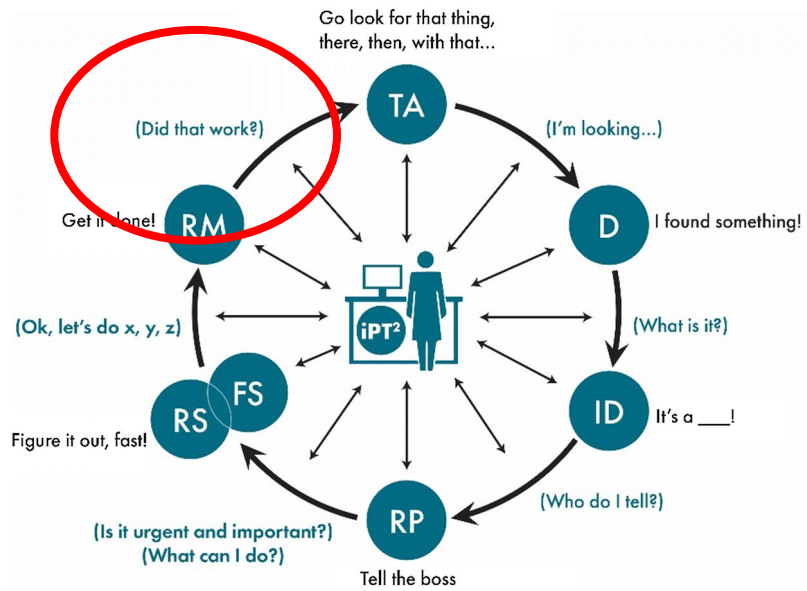 Go look for that thing,
there, then, with that...
TA
(Did that work?)
(I'm looking...)
Get it done!
RM
D
I found something!
iPT²
(Ok, let's do x, y, z)
(What is it?)
FS
RS
ID
It's a ___!
Figure it out, fast!
(Who do I tell?)
RP
(Is it urgent and important?)
(What can I do?)
Tell the boss